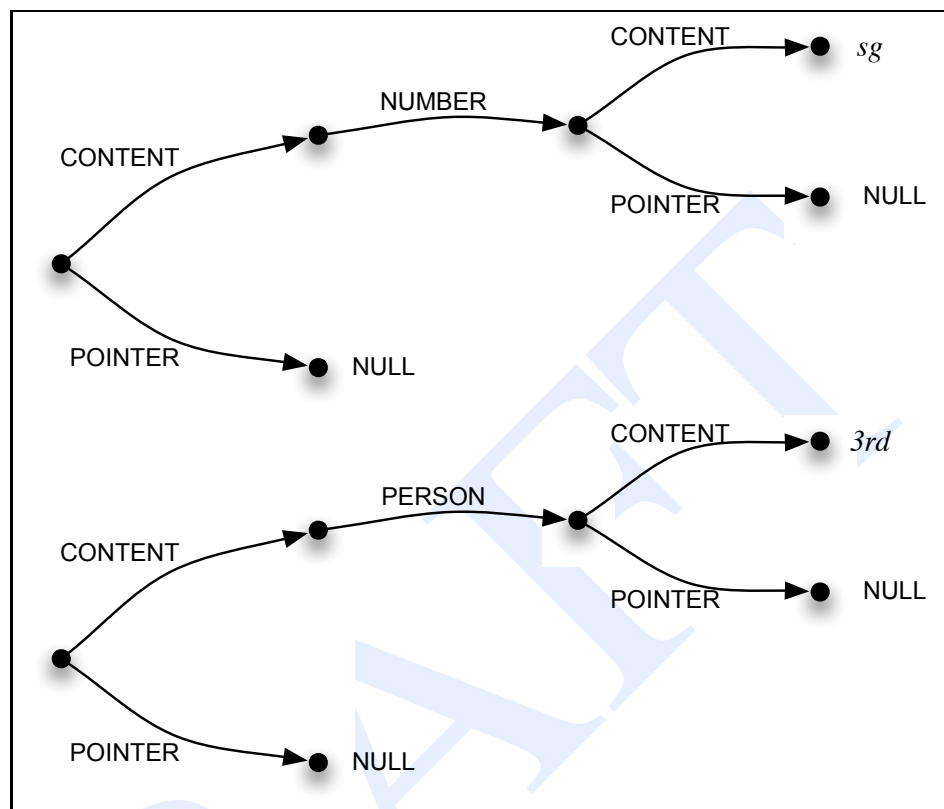 CONTENT
sg
NUMBER
CONTENT
POINTER
NULL
POINTER
NULL
CONTENT
3rd
PERSON
CONTENT
POINTER
NULL
POINTER
NULL